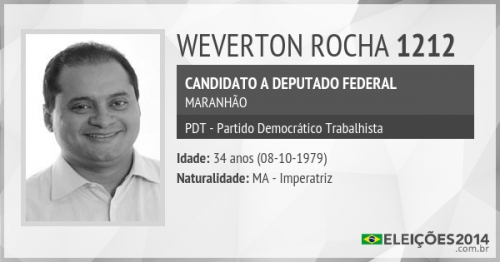 WEVERTON ROCHA 1212
CANDIDATO A DEPUTADO FEDERAL
MARANHÃO
PDT - Partido Democrático Trabalhista
Idade: 34 anos (08-10-1979)
Naturalidade: MA - Imperatriz
ELEIÇÕES2014
.com.br